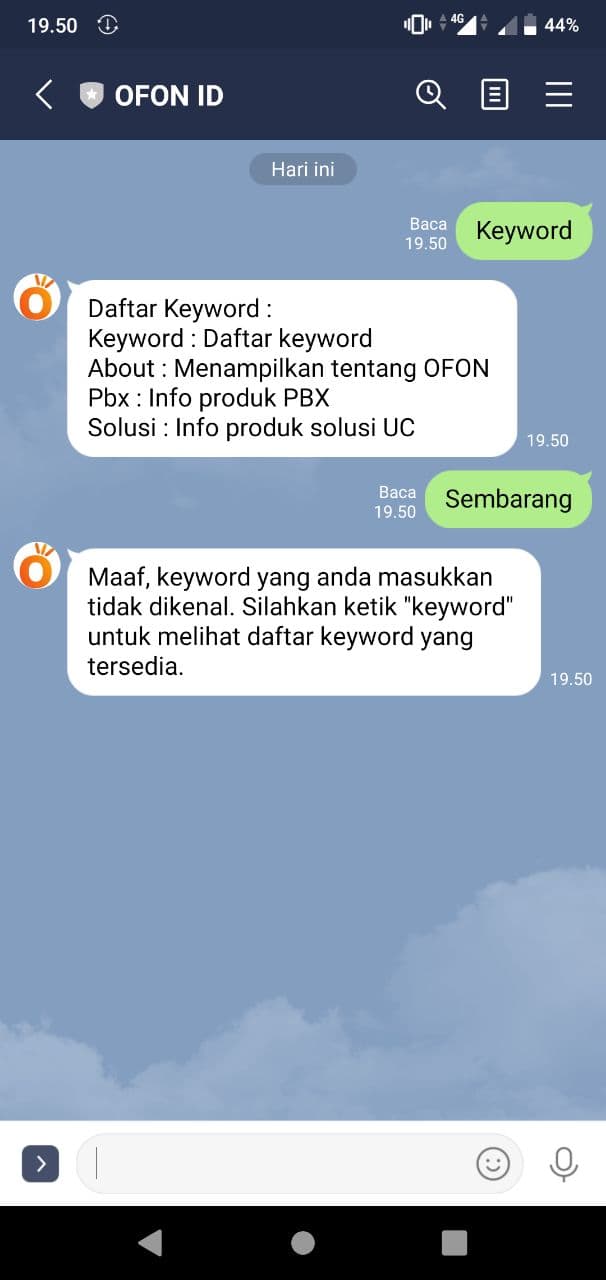 19.50
4G
44%
OFON ID
Hari ini
Baca
19.50
Keyword
Daftar Keyword :
Keyword : Daftar keyword
About : Menampilkan tentang OFON
Pbx : Info produk PBX
Solusi : Info produk solusi UC
19.50
Baca
19.50
Sembarang
Maaf, keyword yang anda masukkan
tidak dikenal. Silahkan ketik "keyword"
untuk melihat daftar keyword yang
tersedia.
19.50